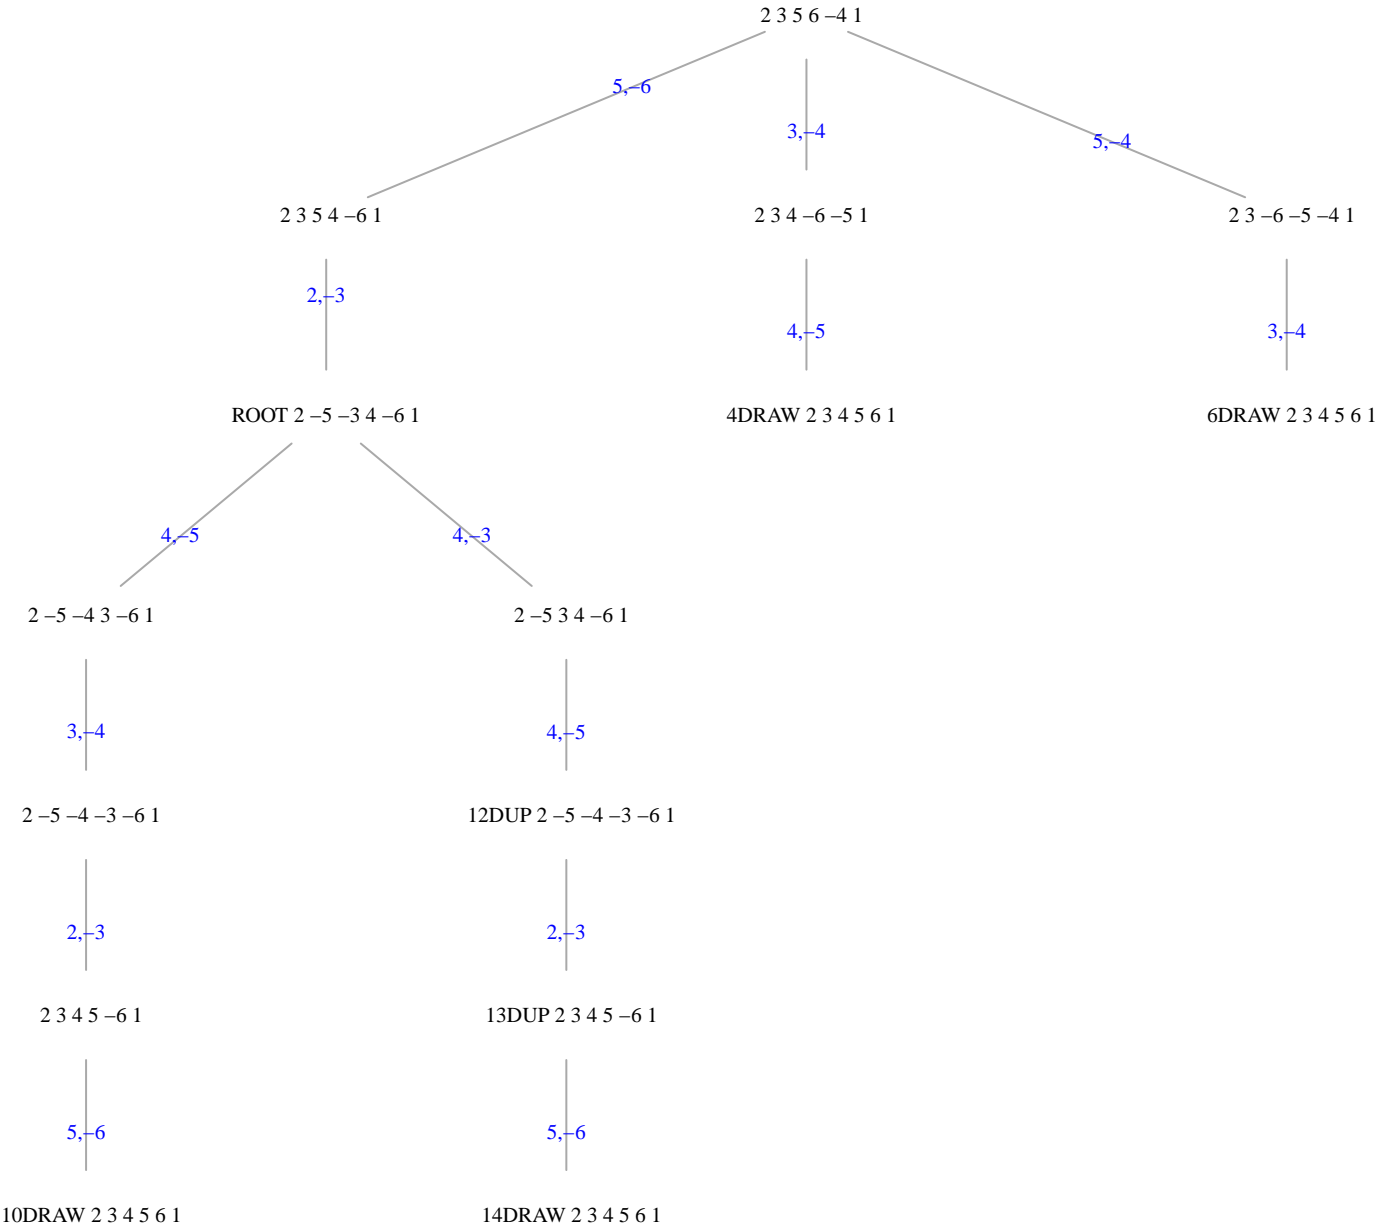 2 3 5 6 −4 1
5,−6
3,−4
5,−4
2 3 5 4 −6 1
2 3 4 −6 −5 1
2 3 −6 −5 −4 1
2,−3
4,−5
3,−4
ROOT 2 −5 −3 4 −6 1
4DRAW 2 3 4 5 6 1
6DRAW 2 3 4 5 6 1
4,−5
4,−3
2 −5 −4 3 −6 1
2 −5 3 4 −6 1
3,−4
4,−5
2 −5 −4 −3 −6 1
12DUP 2 −5 −4 −3 −6 1
2,−3
2,−3
2 3 4 5 −6 1
13DUP 2 3 4 5 −6 1
5,−6
5,−6
10DRAW 2 3 4 5 6 1
14DRAW 2 3 4 5 6 1